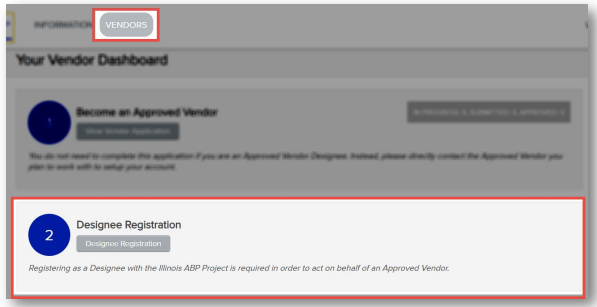 INFORMATION VENDORS
Your Vendor Dashboard
1
Become an Approved Vendor
View Vendor Application
You do not need to complete this application if you are an Approved Vendor Designee. Instead, please directly contact the Approved Vendor you
plan to work with to setup your account.
2
Designee Registration
Designee Registration
Registering as a Designee with the Illinois ABP Project is required in order to act on behalf of an Approved Vendor.